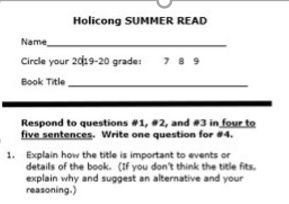 Holicong SUMMER READ
Name
Circle your 2019-20 grade: 7 8 9
Book Title
Respond to questions #1, #2, and #3 in four to
five sentences. Write one question for #4.
1. Explain how the title is important to events or
details of the book. (If you don't think the title fits,
explain why and suggest an alternative and your
reasoning.)